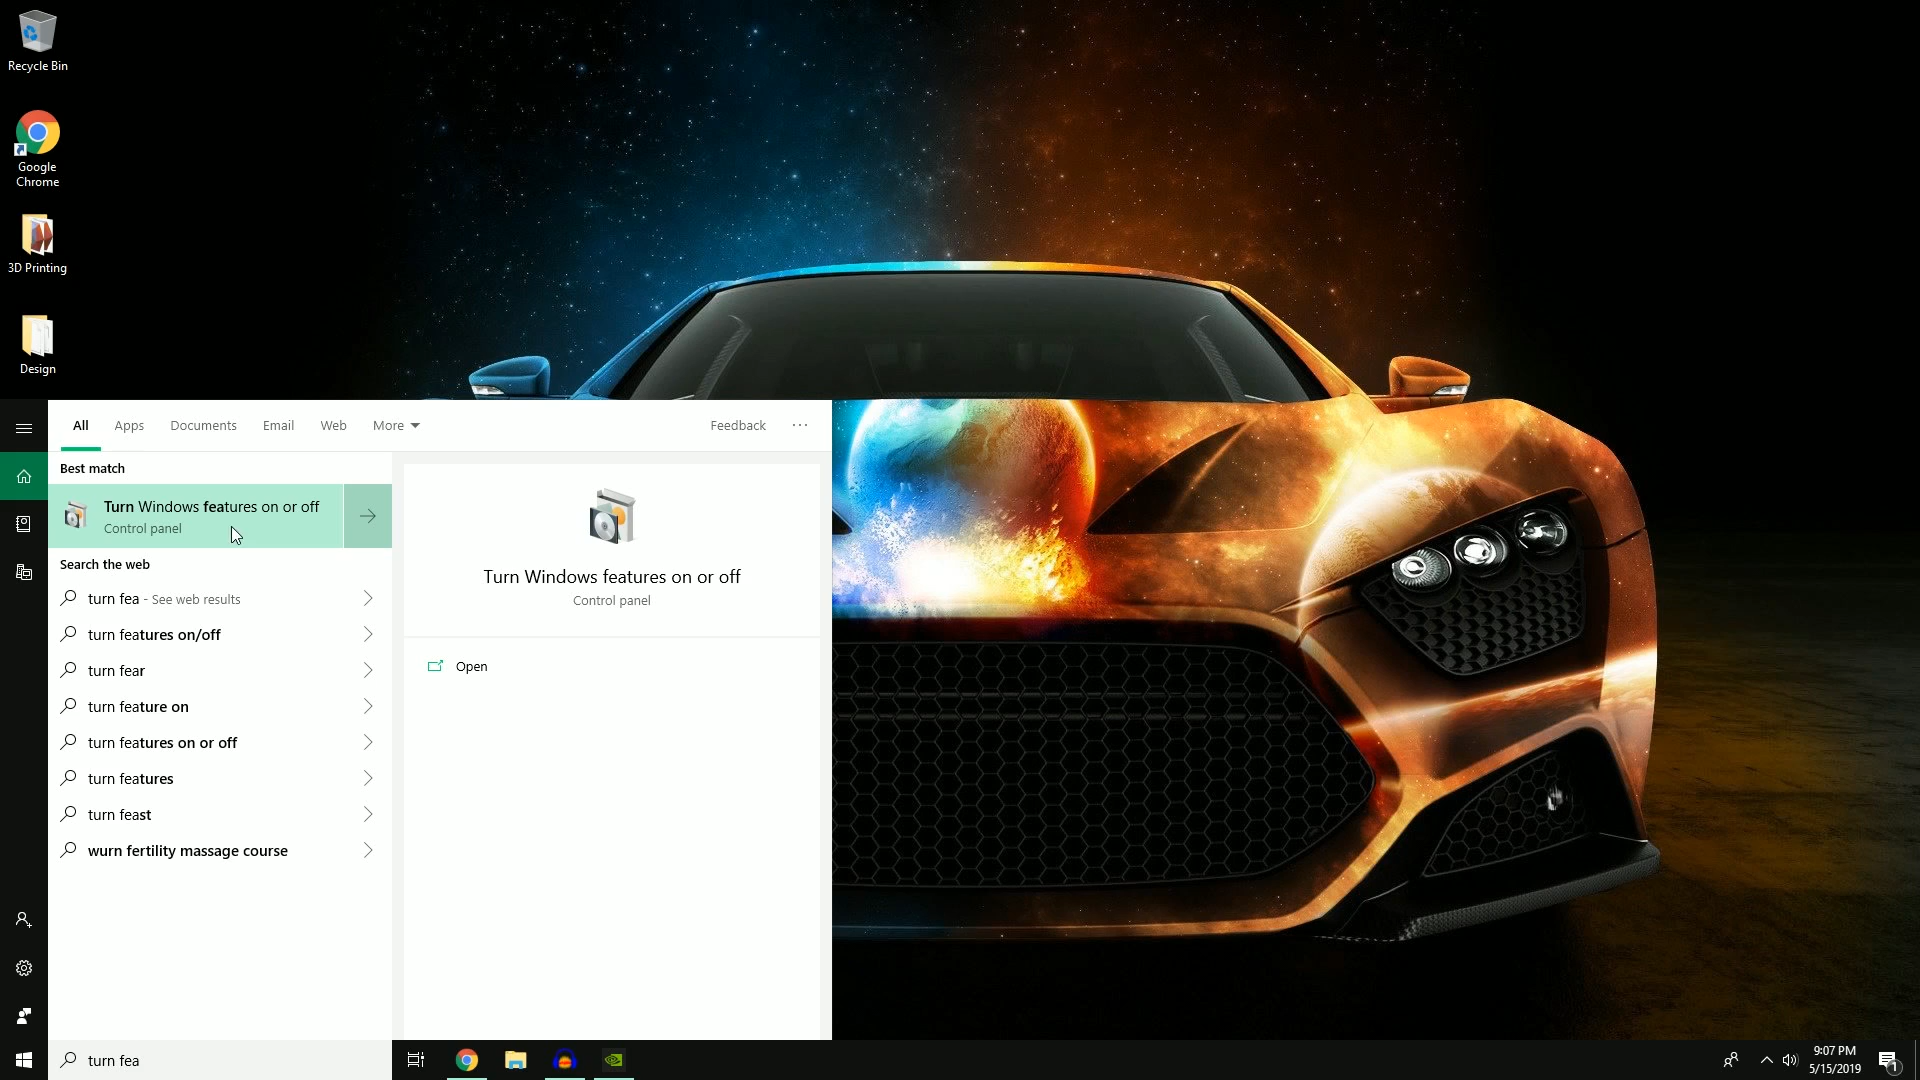 Recycle Bin
Google
Chrome
3D Printing
Design
All
Apps
Documents
Email
Web
More
Feedback
Best match
Turn Windows features on or off
Control panel
Search the web
turn fea - See web results
turn features on/off
turn fear
turn feature on
turn features on or off
turn features
turn feast
wurn fertility massage course
Turn Windows features on or off
Control panel
Open
turn fea
9:07 PM
5/15/2019
1